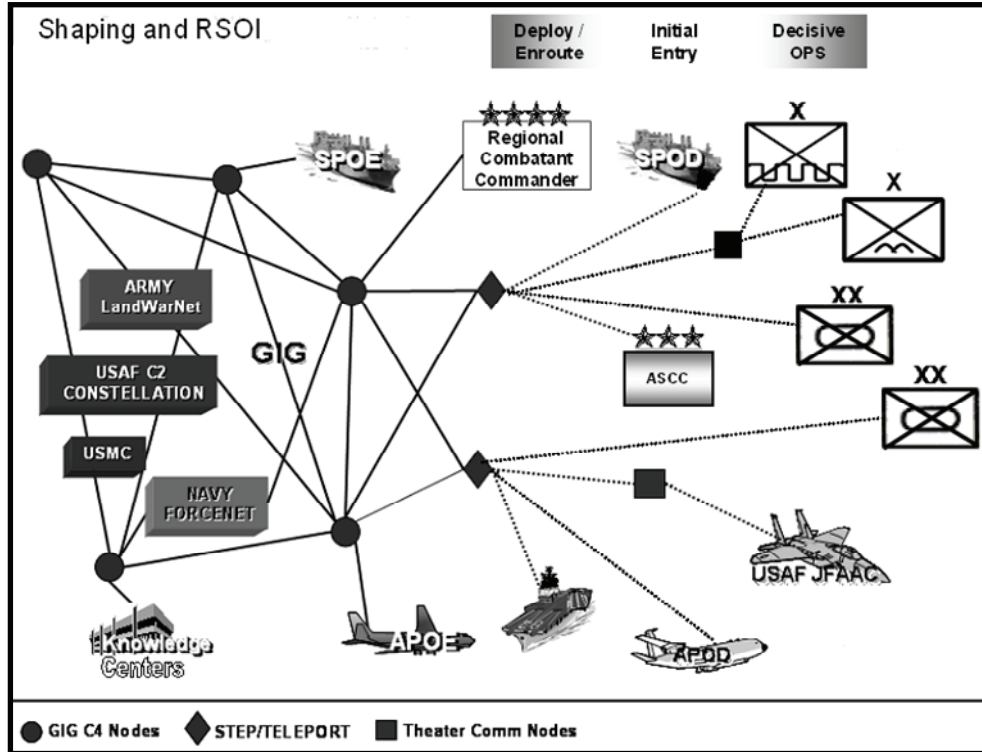 Shaping and RSOI
Deploy /
Enroute
Initial
Entry
Decisive
OPS
SPOE
Regional
Combatant
Commander
SPOD
X
X
ARMY
LandWarNet
GIG
XX
USAF C2
CONSTELLATION
ASCC
XX
USMC
NAVY
FORCENET
USAF JFAAC
Knowledge
Centers
APOE
APOD
GIG C4 Nodes
STEP/TELEPORT
Theater Comm Nodes